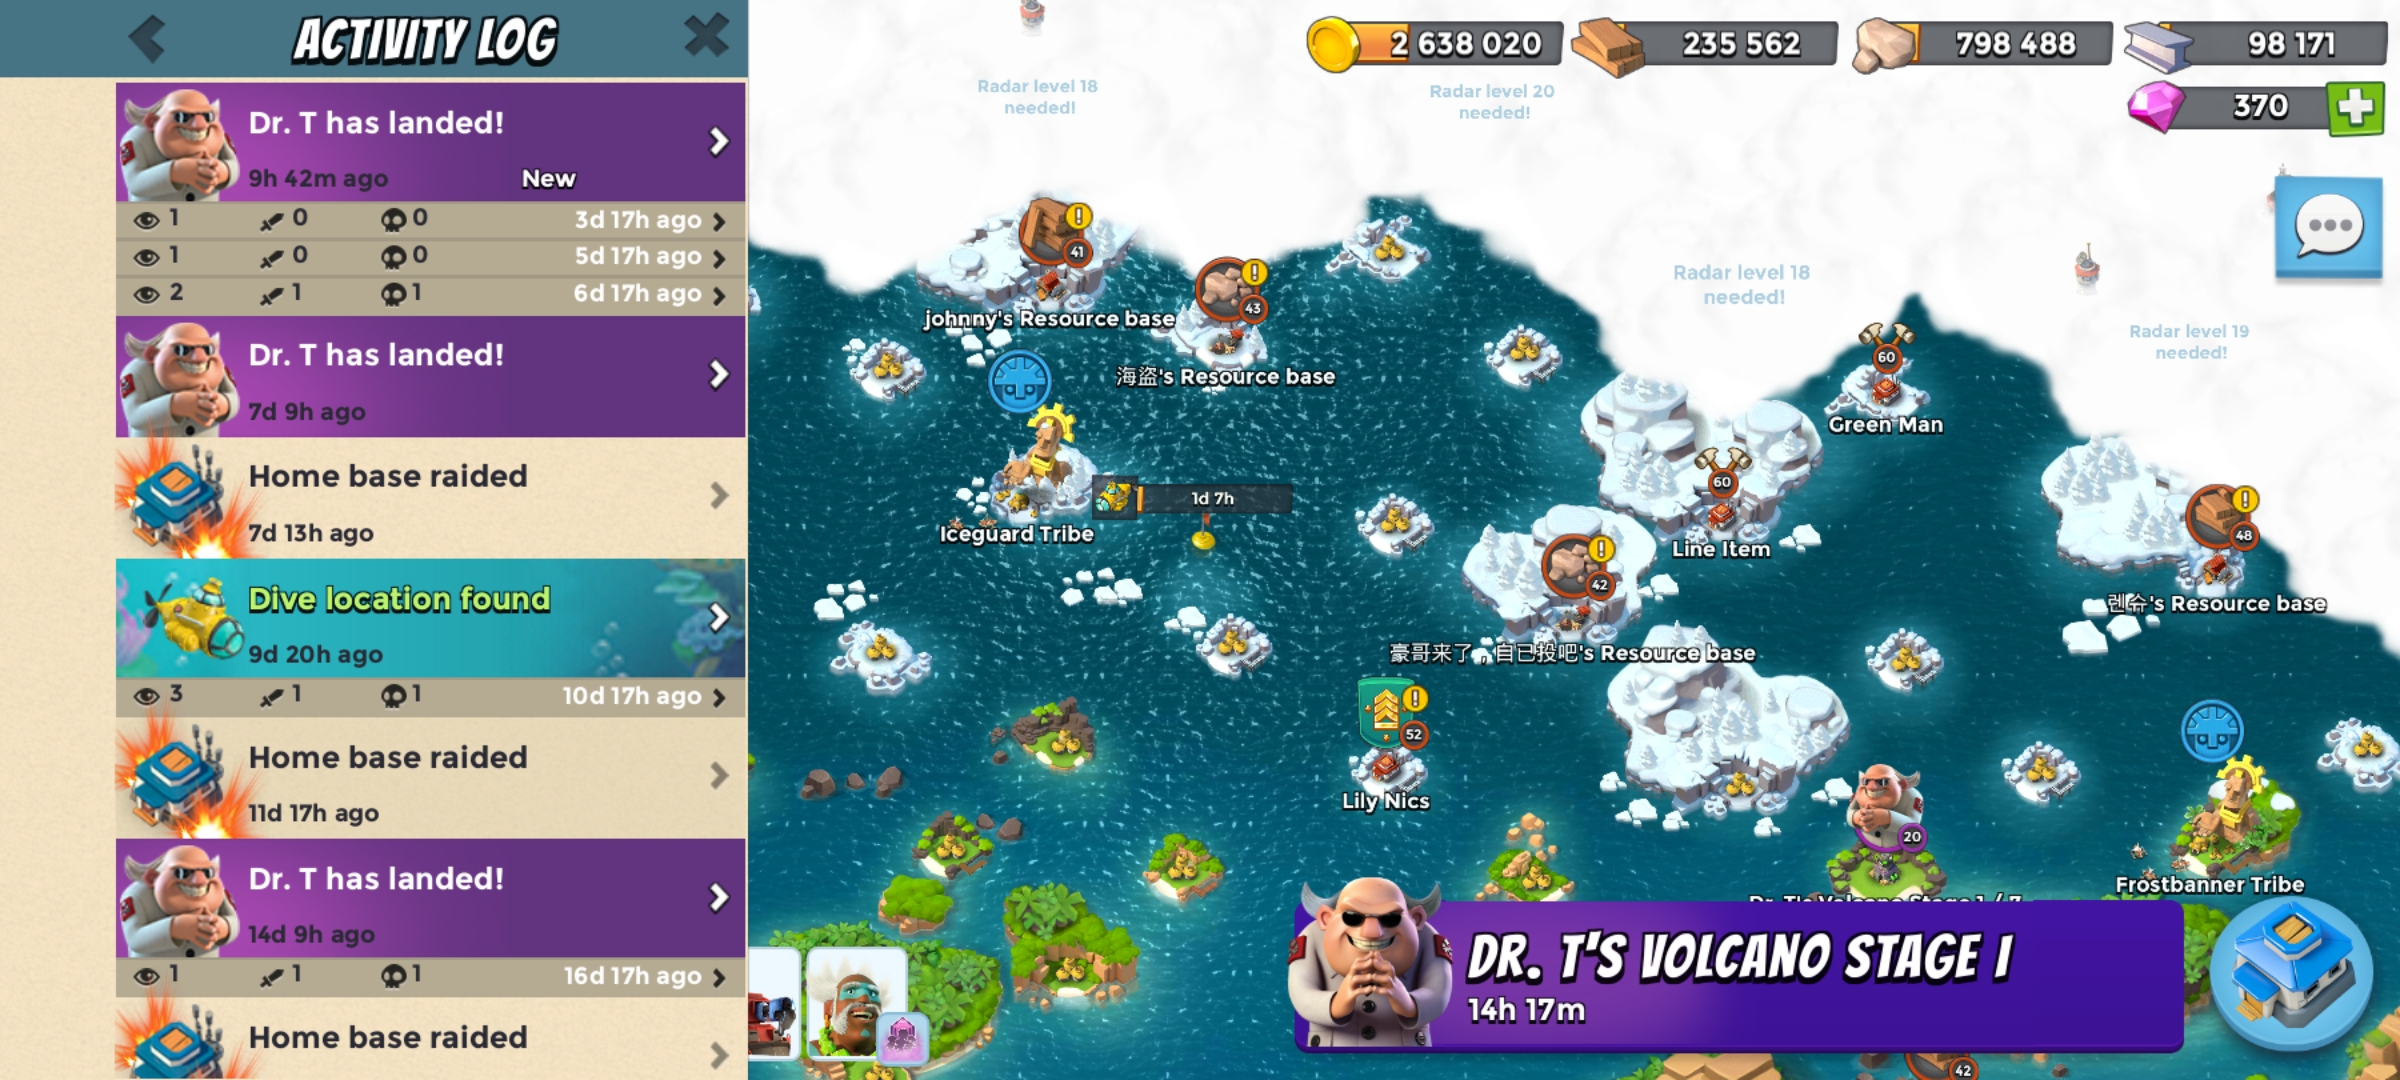 ACTIVITY LOG
Dr. T has landed!
9h 42m ago
New
1 0 0 3d 17h ago
1 0 0 5d 17h ago
2 1 1 6d 17h ago
Dr. T has landed!
7d 9h ago
Home base raided
7d 13h ago
Dive location found
9d 20h ago
3 1 1 10d 17h ago
Home base raided
11d 17h ago
Dr. T has landed!
14d 9h ago
1 1 1 16d 17h ago
Home base raided
2 638 020
235 562
798 488
98 171
370
Radar level 18
needed!
Radar level 20
needed!
Radar level 18
needed!
Radar level 19
needed!
!
41
johnny's Resource base
!
43
海盗's Resource base
60
Green Man
60
Line Item
1d 7h
Iceguard Tribe
!
42
豪哥来了，自已投吧's Resource base
!
48
렌슈's Resource base
!
52
Lily Nics
20
Dr. T's Volcano Stage 1 / 7
Frostbanner Tribe
DR. T'S VOLCANO STAGE I
14h 17m
42